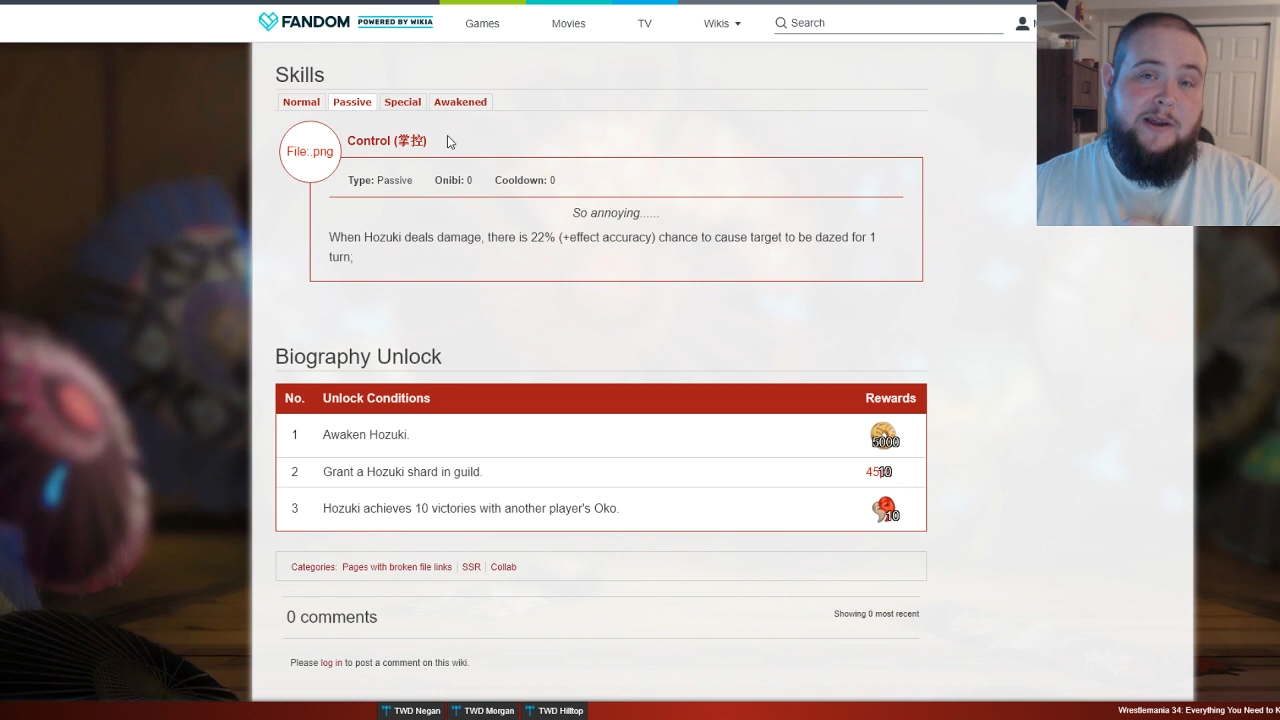 FANDOM POWERED BY WIKIA Games Movies TV Wikis Search
Skills
Normal Passive Special Awakened
File:.png
Control (掌控)
Type: Passive Onibi: 0 Cooldown: 0
So annoying......
When Hozuki deals damage, there is 22% (+effect accuracy) chance to cause target to be dazed for 1
turn;
Biography Unlock
No. Unlock Conditions Rewards
1 Awaken Hozuki. 5000
2 Grant a Hozuki shard in guild. 10
3 Hozuki achieves 10 victories with another player's Oko. 10
Categories: Pages with broken file links SSR Collab
0 comments
Showing 0 most recent
Please log in to post a comment on this wiki.
TWD Negan TWD Morgan TWD Hilltop
Wrestlemania 34: Everything You Need to